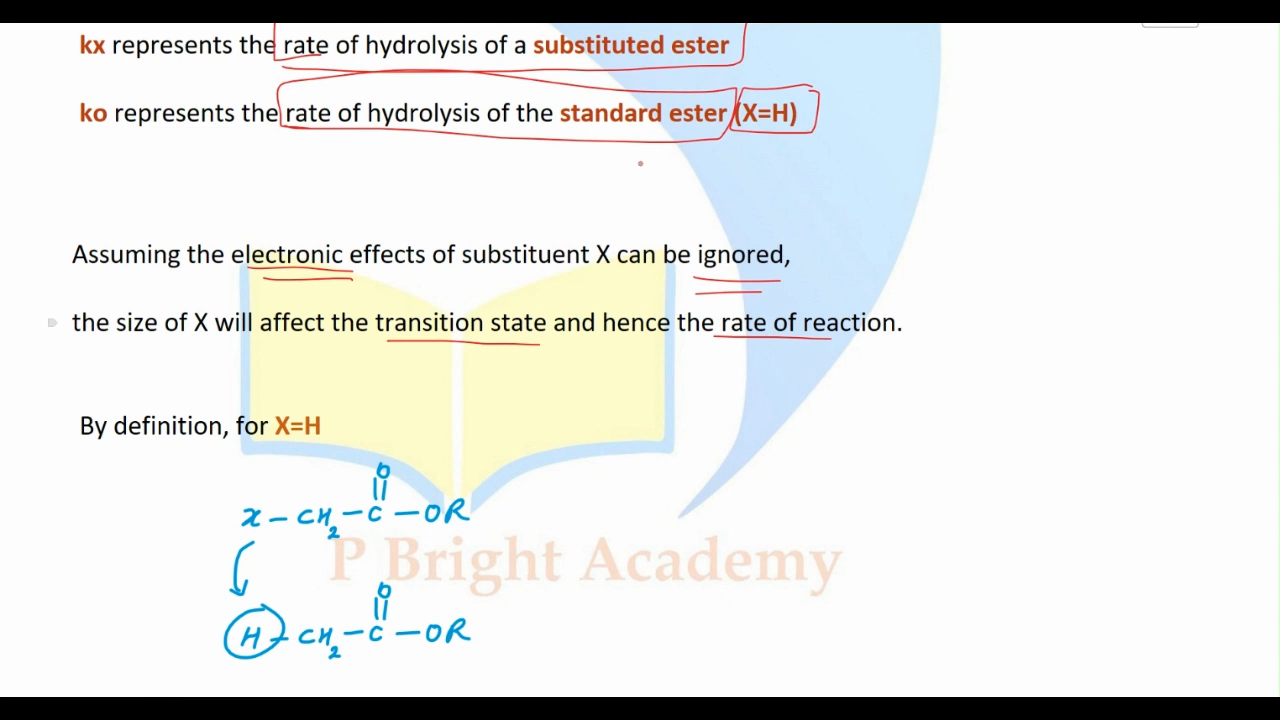 kx represents the rate of hydrolysis of a substituted ester
ko represents the rate of hydrolysis of the standard ester (X=H)
Assuming the electronic effects of substituent X can be ignored,
the size of X will affect the transition state and hence the rate of reaction.
By definition, for X=H
O
X - CH2 - C - OR
P Bright Academy
O
H - CH2 - C - OR